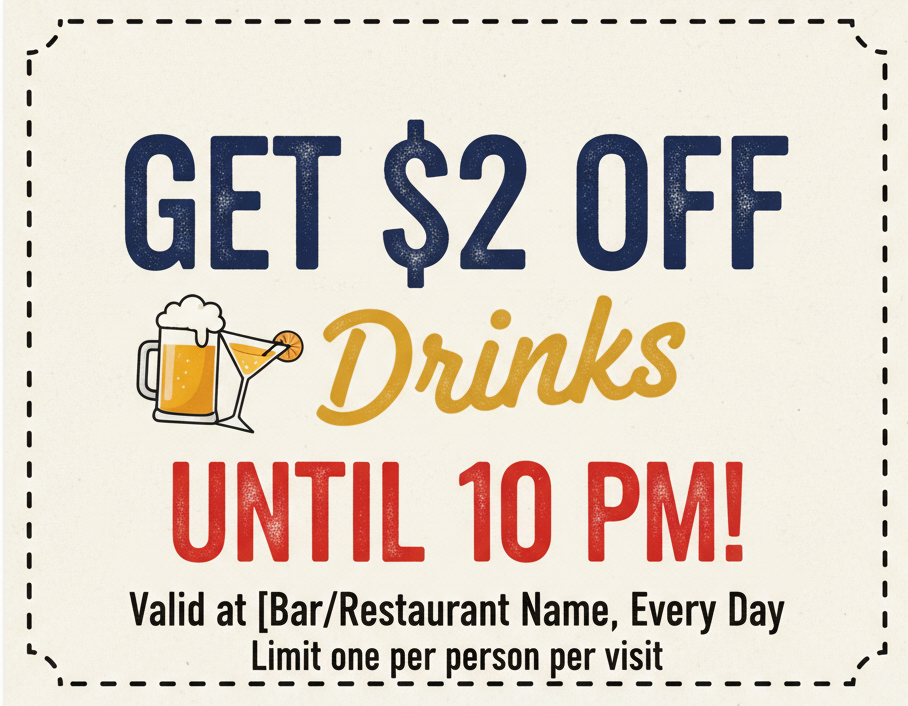 GET $2 OFF
Drinks
UNTIL 10 PM!
Valid at [Bar/Restaurant Name, Every Day
Limit one per person per visit